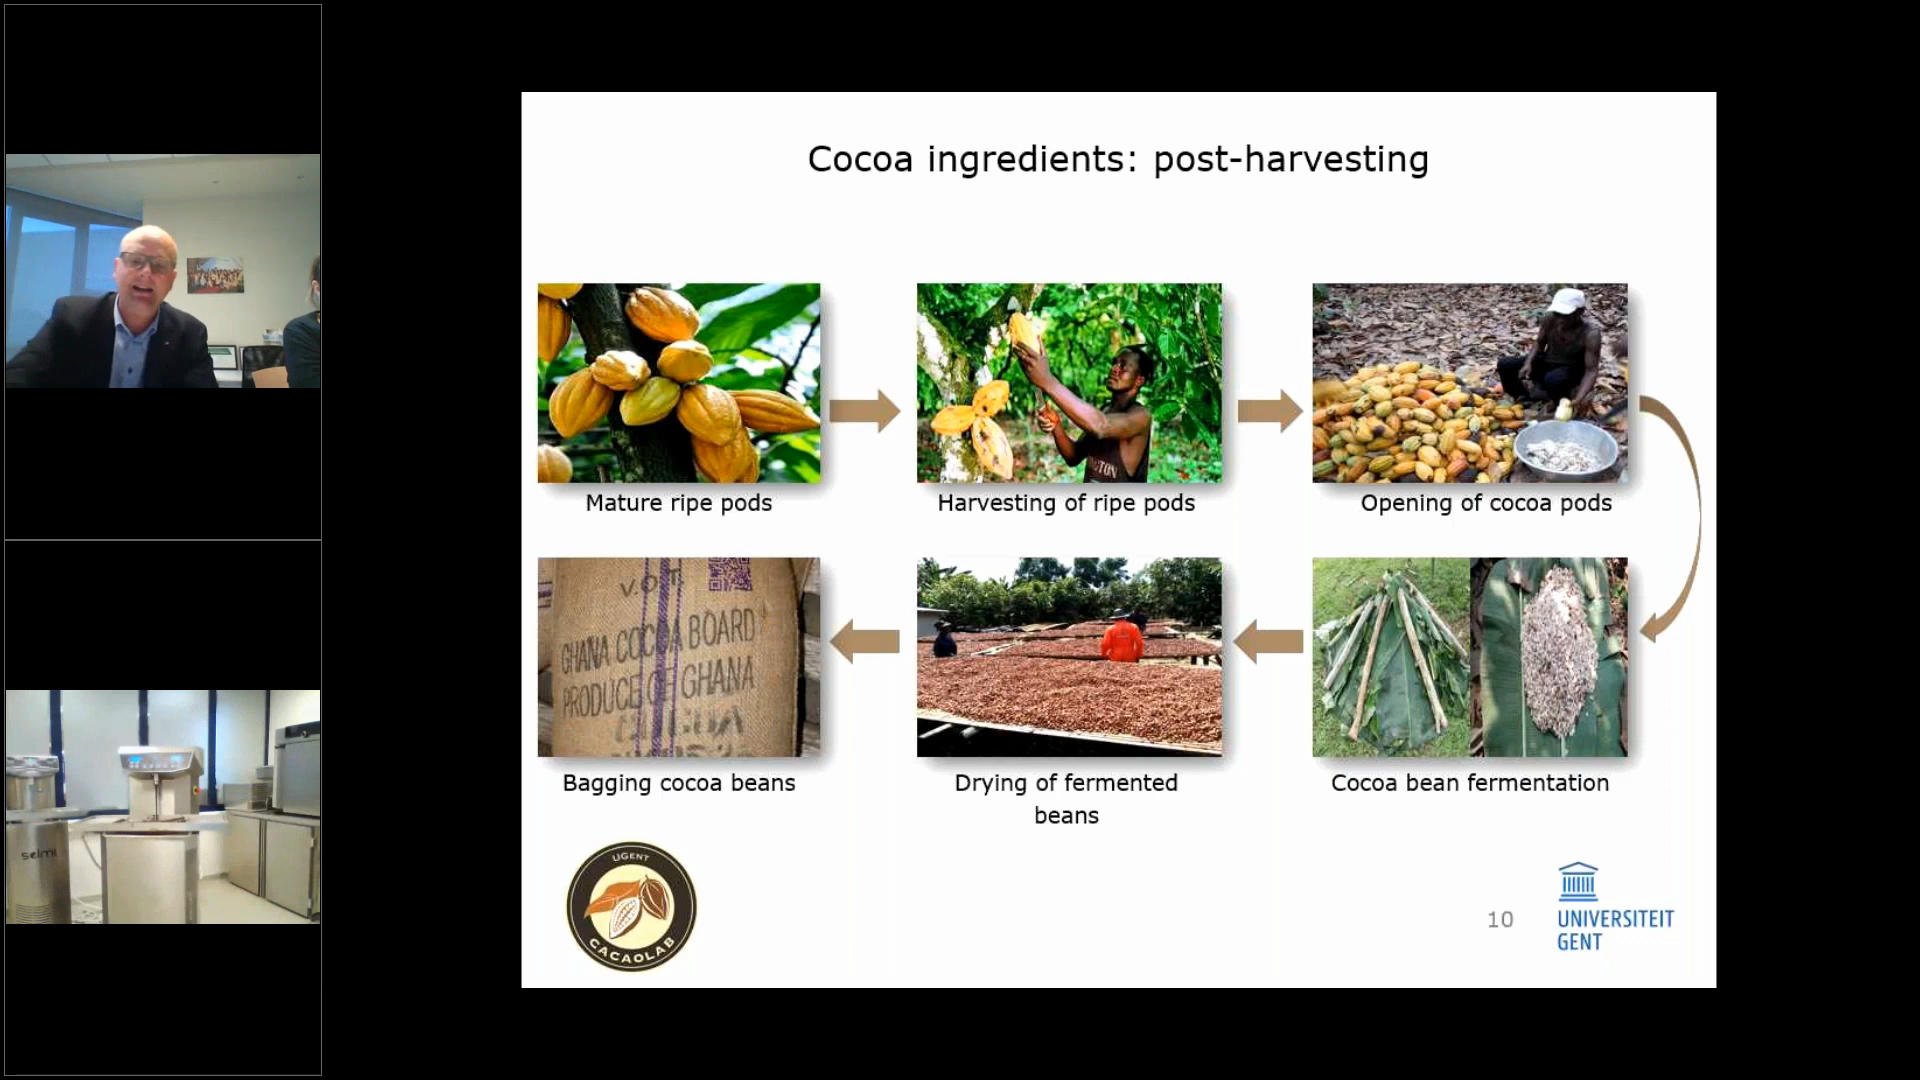 Cocoa ingredients: post-harvesting
Mature ripe pods
Harvesting of ripe pods
Opening of cocoa pods
V.O.T.
GHANA COCOA BOARD
PRODUCE OF GHANA
Bagging cocoa beans
Drying of fermented
beans
Cocoa bean fermentation
UGENT
CACAOLAB
10
UNIVERSITEIT
GENT
selmi